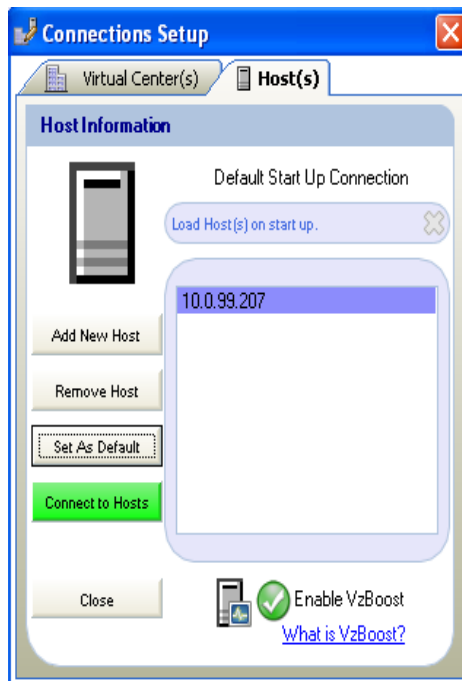 Connections Setup
Virtual Center(s)
Host(s)
Host Information
Default Start Up Connection
Load Host(s) on start up.
10.0.99.207
Add New Host
Remove Host
Set As Default
Connect to Hosts
Close
Enable VzBoost
What is VzBoost?